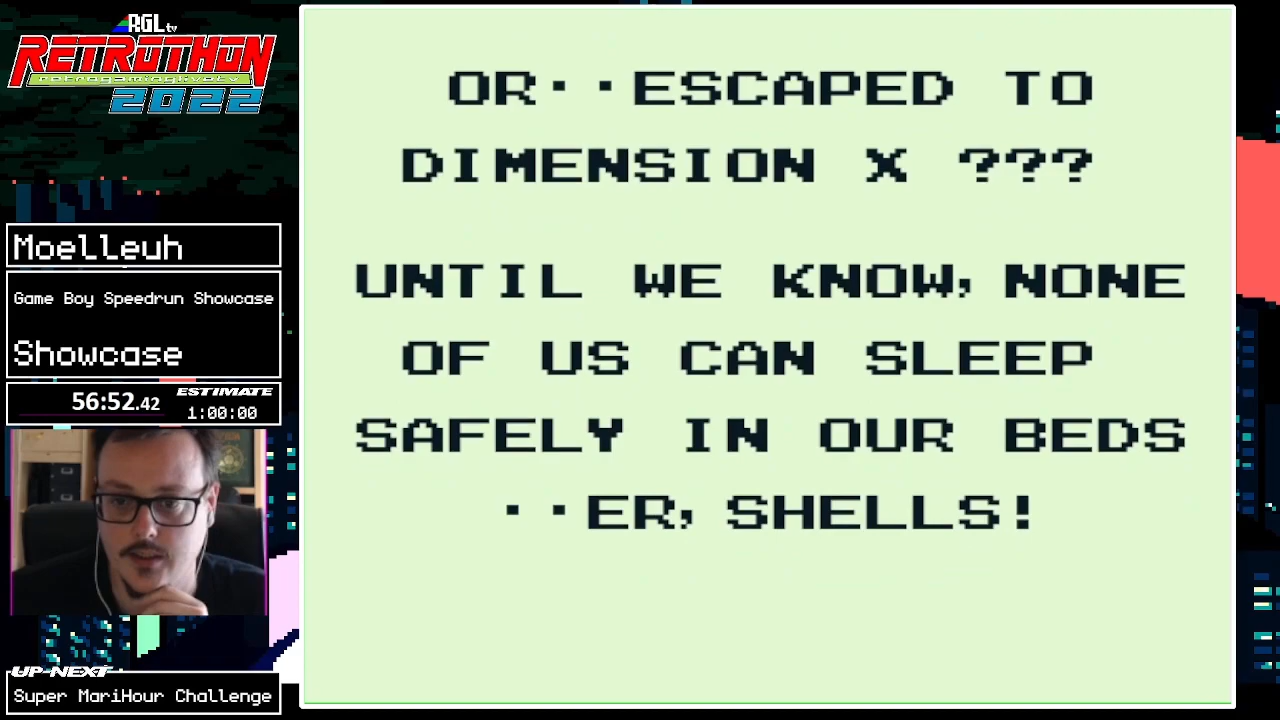 RGLtv
RETROTHON
retrogaminglivetv
2022
Moelleuh
Game Boy Speedrun Showcase
Showcase
56:52.42
ESTIMATE
1:00:00
UP NEXT
Super MariHour Challenge
OR··ESCAPED TO
DIMENSION X ???
UNTIL WE KNOW, NONE
OF US CAN SLEEP
SAFELY IN OUR BEDS
··ER, SHELLS!